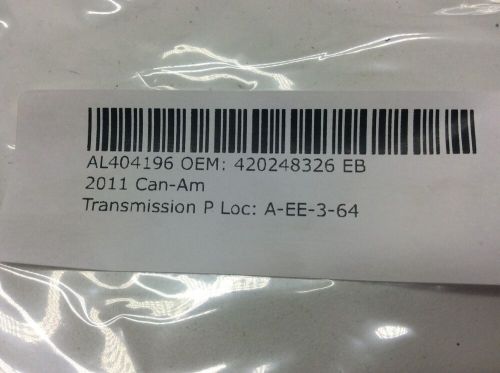 AL404196 OEM: 420248326 EB
2011 Can-Am
Transmission P Loc: A-EE-3-64